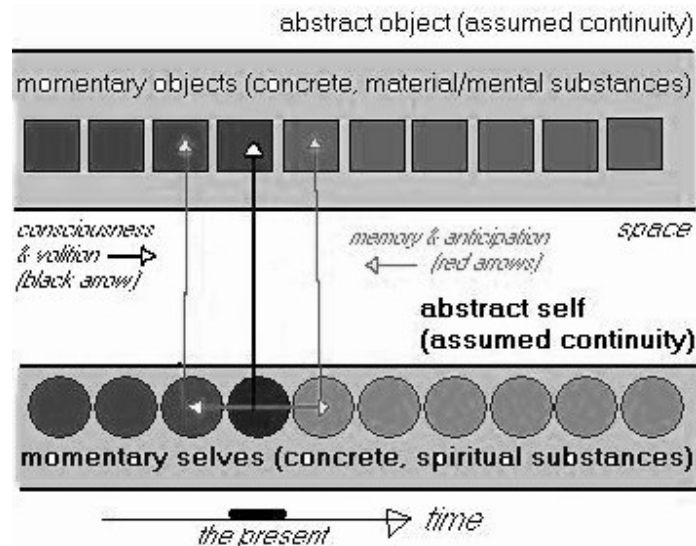 abstract object (assumed continuity)
momentary objects (concrete, material/mental substances)
consciousness
& volition
(black arrow)
memory & anticipation
(red arrows)
space
abstract self
(assumed continuity)
momentary selves (concrete, spiritual substances)
time
the present